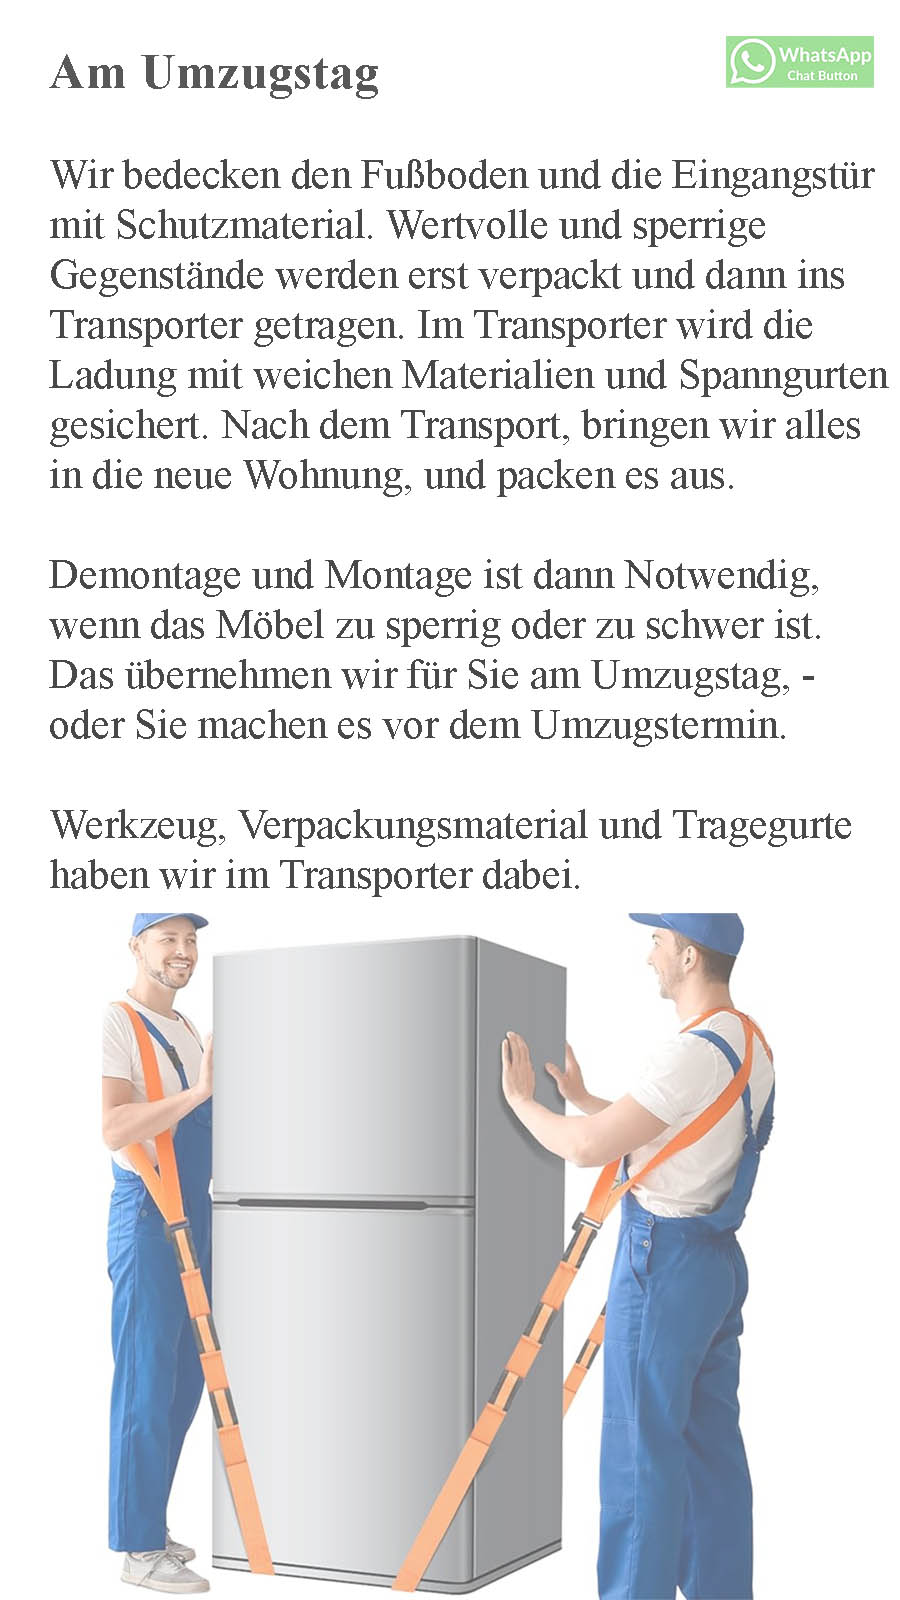 Am Umzugstag
WhatsApp
Chat Button
Wir bedecken den Fußboden und die Eingangstür
mit Schutzmaterial. Wertvolle und sperrige
Gegenstände werden erst verpackt und dann ins
Transporter getragen. Im Transporter wird die
Ladung mit weichen Materialien und Spanngurten
gesichert. Nach dem Transport, bringen wir alles
in die neue Wohnung, und packen es aus.
Demontage und Montage ist dann Notwendig,
wenn das Möbel zu sperrig oder zu schwer ist.
Das übernehmen wir für Sie am Umzugstag, -
oder Sie machen es vor dem Umzugstermin.
Werkzeug, Verpackungsmaterial und Tragegurte
haben wir im Transporter dabei.